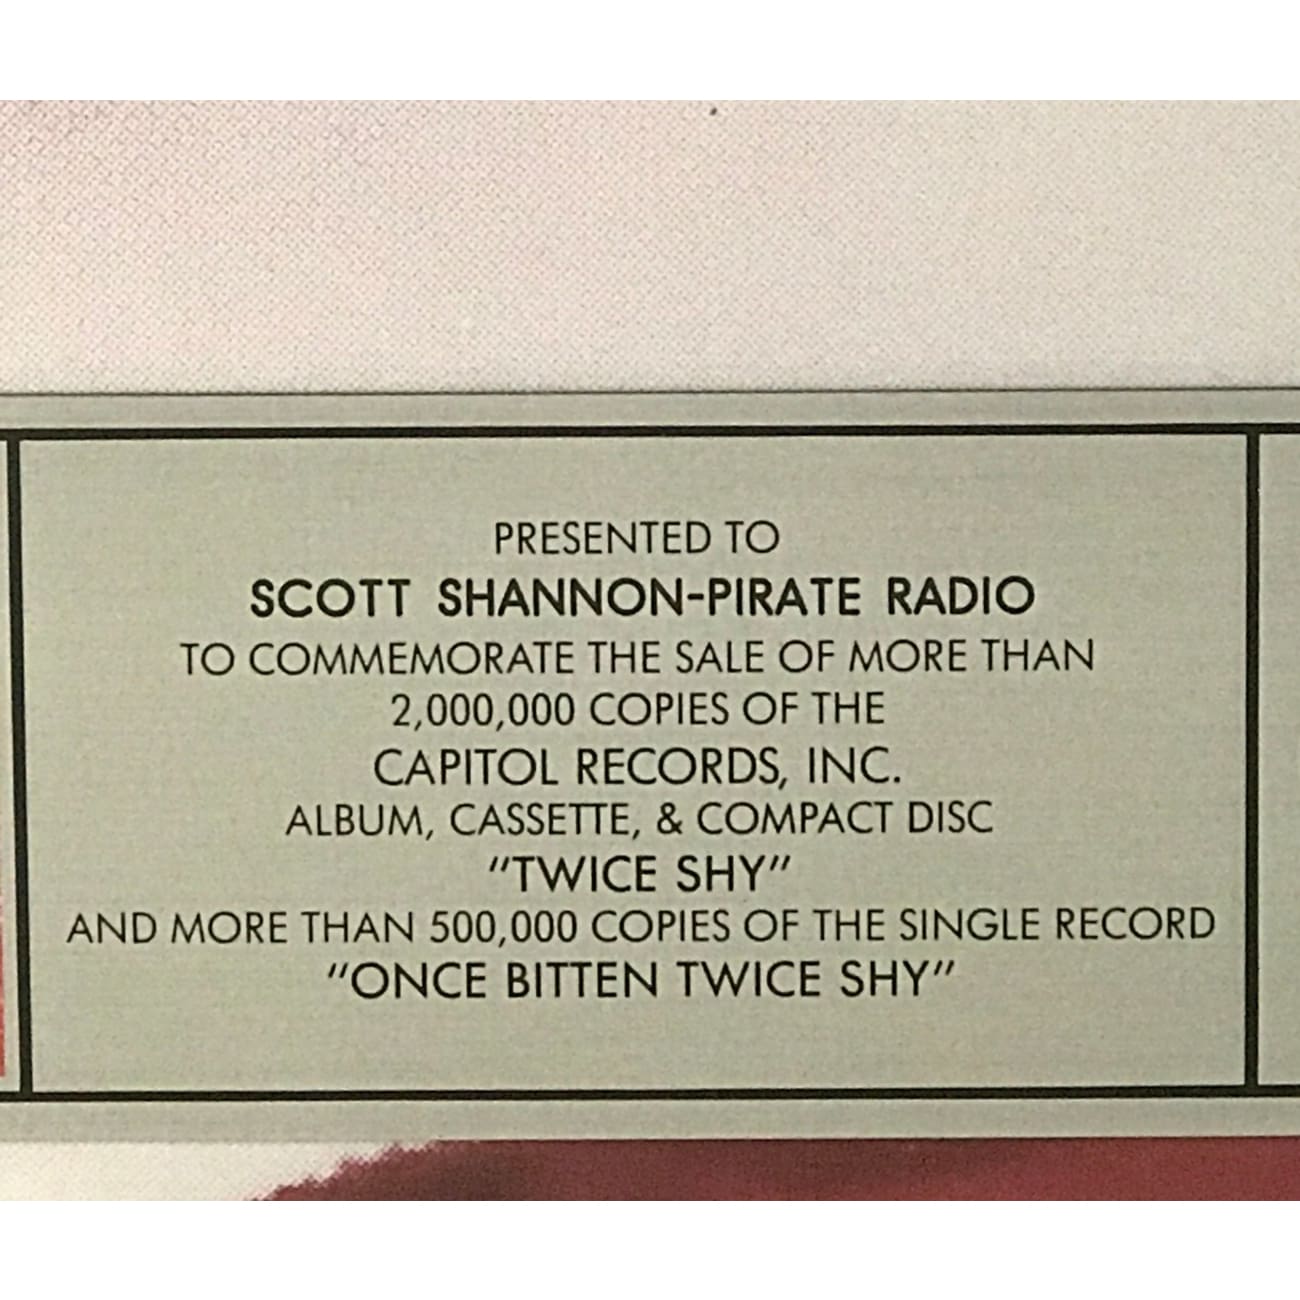 PRESENTED TO
SCOTT SHANNON-PIRATE RADIO
TO COMMEMORATE THE SALE OF MORE THAN
2,000,000 COPIES OF THE
CAPITOL RECORDS, INC.
ALBUM, CASSETTE, & COMPACT DISC
"TWICE SHY"
AND MORE THAN 500,000 COPIES OF THE SINGLE RECORD
"ONCE BITTEN TWICE SHY"